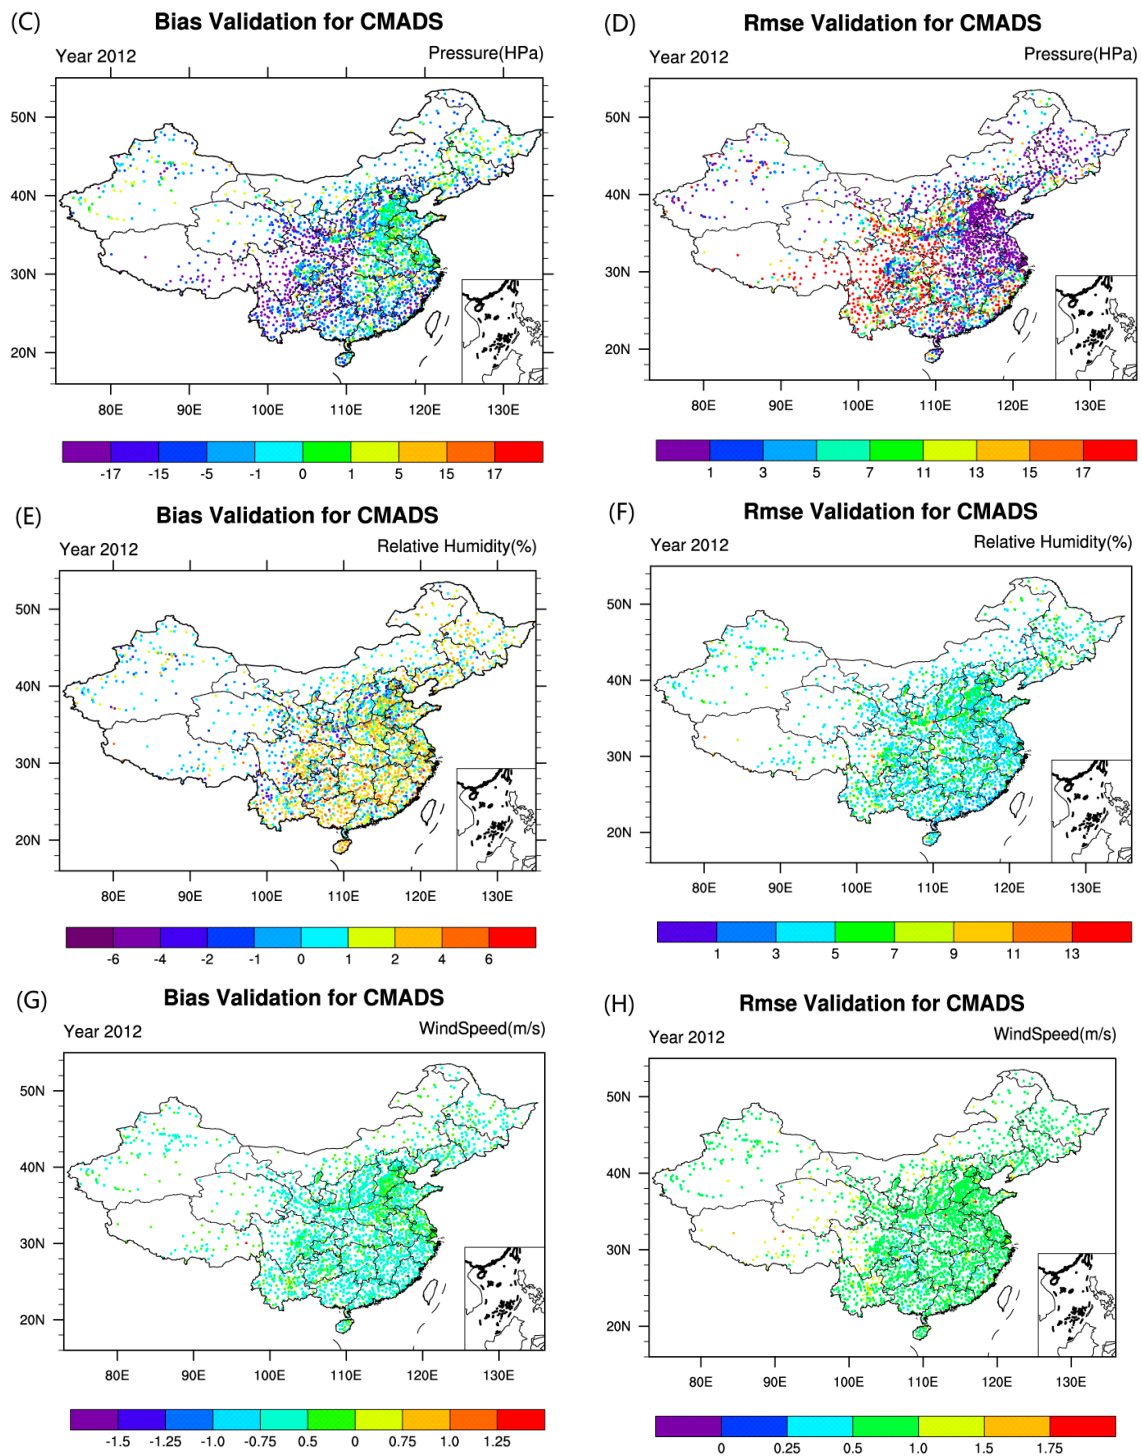 (C) Bias Validation for CMADS
Year 2012 Pressure(HPa)
50N
40N
30N
20N
80E 90E 100E 110E 120E 130E
-17 -15 -5 -1 0 1 5 15 17
(D) Rmse Validation for CMADS
Year 2012 Pressure(HPa)
50N
40N
30N
20N
80E 90E 100E 110E 120E 130E
1 3 5 7 11 13 15 17
(E) Bias Validation for CMADS
Year 2012 Relative Humidity(%)
50N
40N
30N
20N
80E 90E 100E 110E 120E 130E
-6 -4 -2 -1 0 1 2 4 6
(F) Rmse Validation for CMADS
Year 2012 Relative Humidity(%)
50N
40N
30N
20N
80E 90E 100E 110E 120E 130E
1 3 5 7 9 11 13
(G) Bias Validation for CMADS
Year 2012 WindSpeed(m/s)
50N
40N
30N
20N
80E 90E 100E 110E 120E 130E
-1.5 -1.25 -1.0 -0.75 0.5 0 0.75 1.0 1.25
(H) Rmse Validation for CMADS
Year 2012 WindSpeed(m/s)
50N
40N
30N
20N
80E 90E 100E 110E 120E 130E
0 0.25 0.5 1.0 1.5 1.75